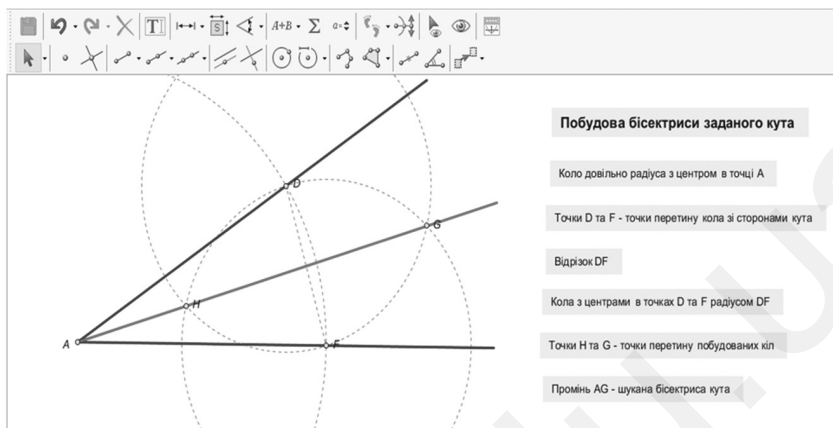 T
S
A+B Σ a=
Побудова бісектриси заданого кута
Коло довільно радіуса з центром в точці A
Точки D та F - точки перетину кола зі сторонами кута
Відрізок DF
Кола з центрами в точках D та F радіусом DF
Точки H та G - точки перетину побудованих кіл
Промінь AG - шукана бісектриса кута
D
G
H
A
F